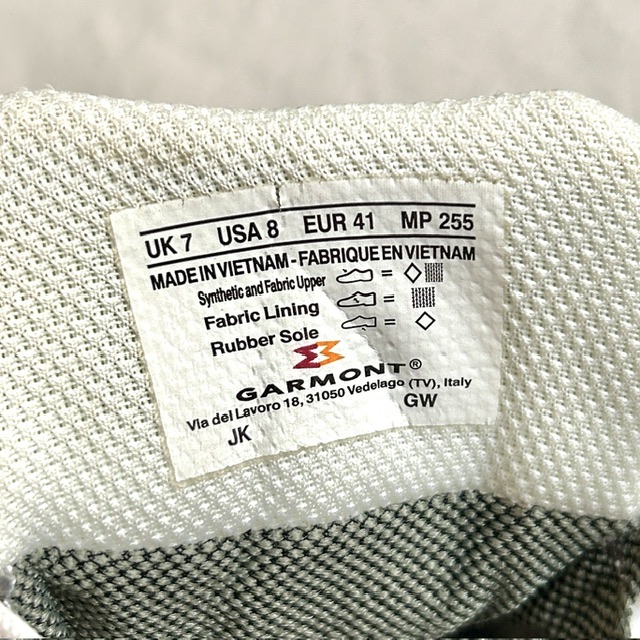 UK 7 USA 8 EUR 41 MP 255
MADE IN VIETNAM - FABRIQUE EN VIETNAM
Synthetic and Fabric Upper =
Fabric Lining =
Rubber Sole =
GARMONT®
Via del Lavoro 18, 31050 Vedelago (TV), Italy
JK GW